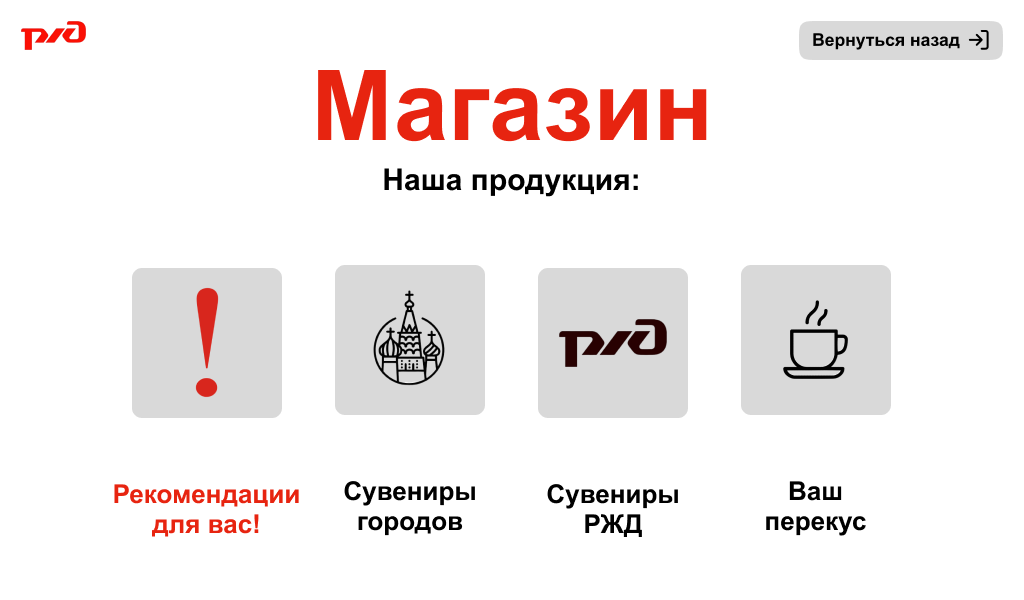 РЖД
Вернуться назад
Магазин
Наша продукция:
РЖД
Рекомендации
для вас!
Сувениры
городов
Сувениры
РЖД
Ваш
перекус